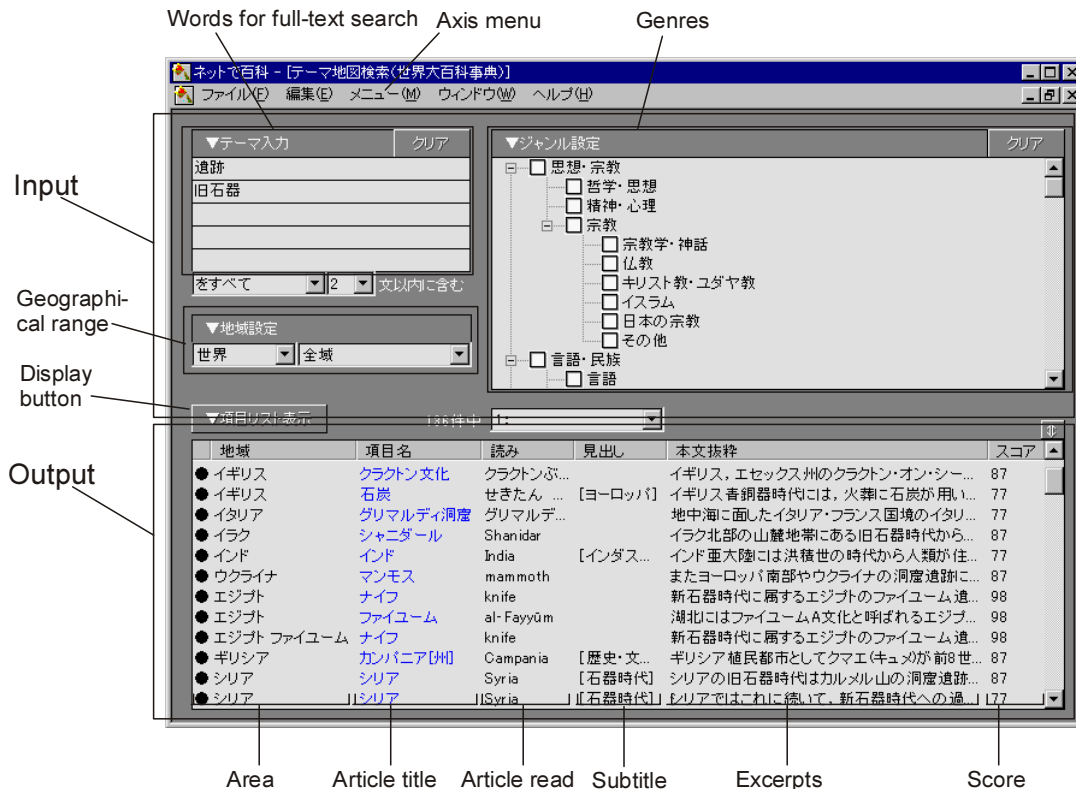 Words for full-text search
Axis menu
Genres
ネットで百科 - [テーマ地図検索(世界大百科事典)]
ファイル(F) 編集(E) メニュー(M) ウィンドウ(W) ヘルプ(H)
Input
▼テーマ入力 クリア
遺跡
旧石器
をすべて 2 文以内に含む
▼ジャンル設定 クリア
思想・宗教
哲学・思想
精神・心理
宗教
宗教学・神話
仏教
キリスト教・ユダヤ教
イスラム
日本の宗教
その他
言語・民族
言語
Geographi-
cal range
▼地域設定
世界 全域
Display
button
▼項目リスト表示 136件中 1:
Output
地域 項目名 読み 見出し 本文抜粋 スコア
イギリス クラクトン文化 クラクトンぶ... イギリス，エセックス州のクラクトン・オン・シー... 87
イギリス 石炭 せきたん ... [ヨーロッパ] イギリス青銅器時代には，火葬に石炭が用い... 77
イタリア グリマルディ洞窟 グリマルデ... 地中海に面したイタリア・フランス国境のイタリ... 77
イラク シャニダール Shanidar イラク北部の山麓地帯にある旧石器時代から... 87
インド インド India [インダス... インド亜大陸には洪積世の時代から人類が住... 77
ウクライナ マンモス mammoth またヨーロッパ南部やウクライナの洞窟遺跡に... 87
エジプト ナイフ knife 新石器時代に属するエジプトのファイユーム遺... 98
エジプト ファイユーム al-Fayyūm 湖北にはファイユームA文化と呼ばれるエジプ... 98
エジプト ファイユーム ナイフ knife 新石器時代に属するエジプトのファイユーム遺... 98
ギリシア カンパニア[州] Campania [歴史・文... ギリシア植民都市としてクマエ(キュメ)が前8世... 87
シリア シリア Syria [石器時代] シリアの旧石器時代はカルメル山の洞窟遺跡... 87
シリア シリア Syria [石器時代] シリアではこれに続いて，新石器時代への過... 77
Area
Article title
Article read
Subtitle
Excerpts
Score